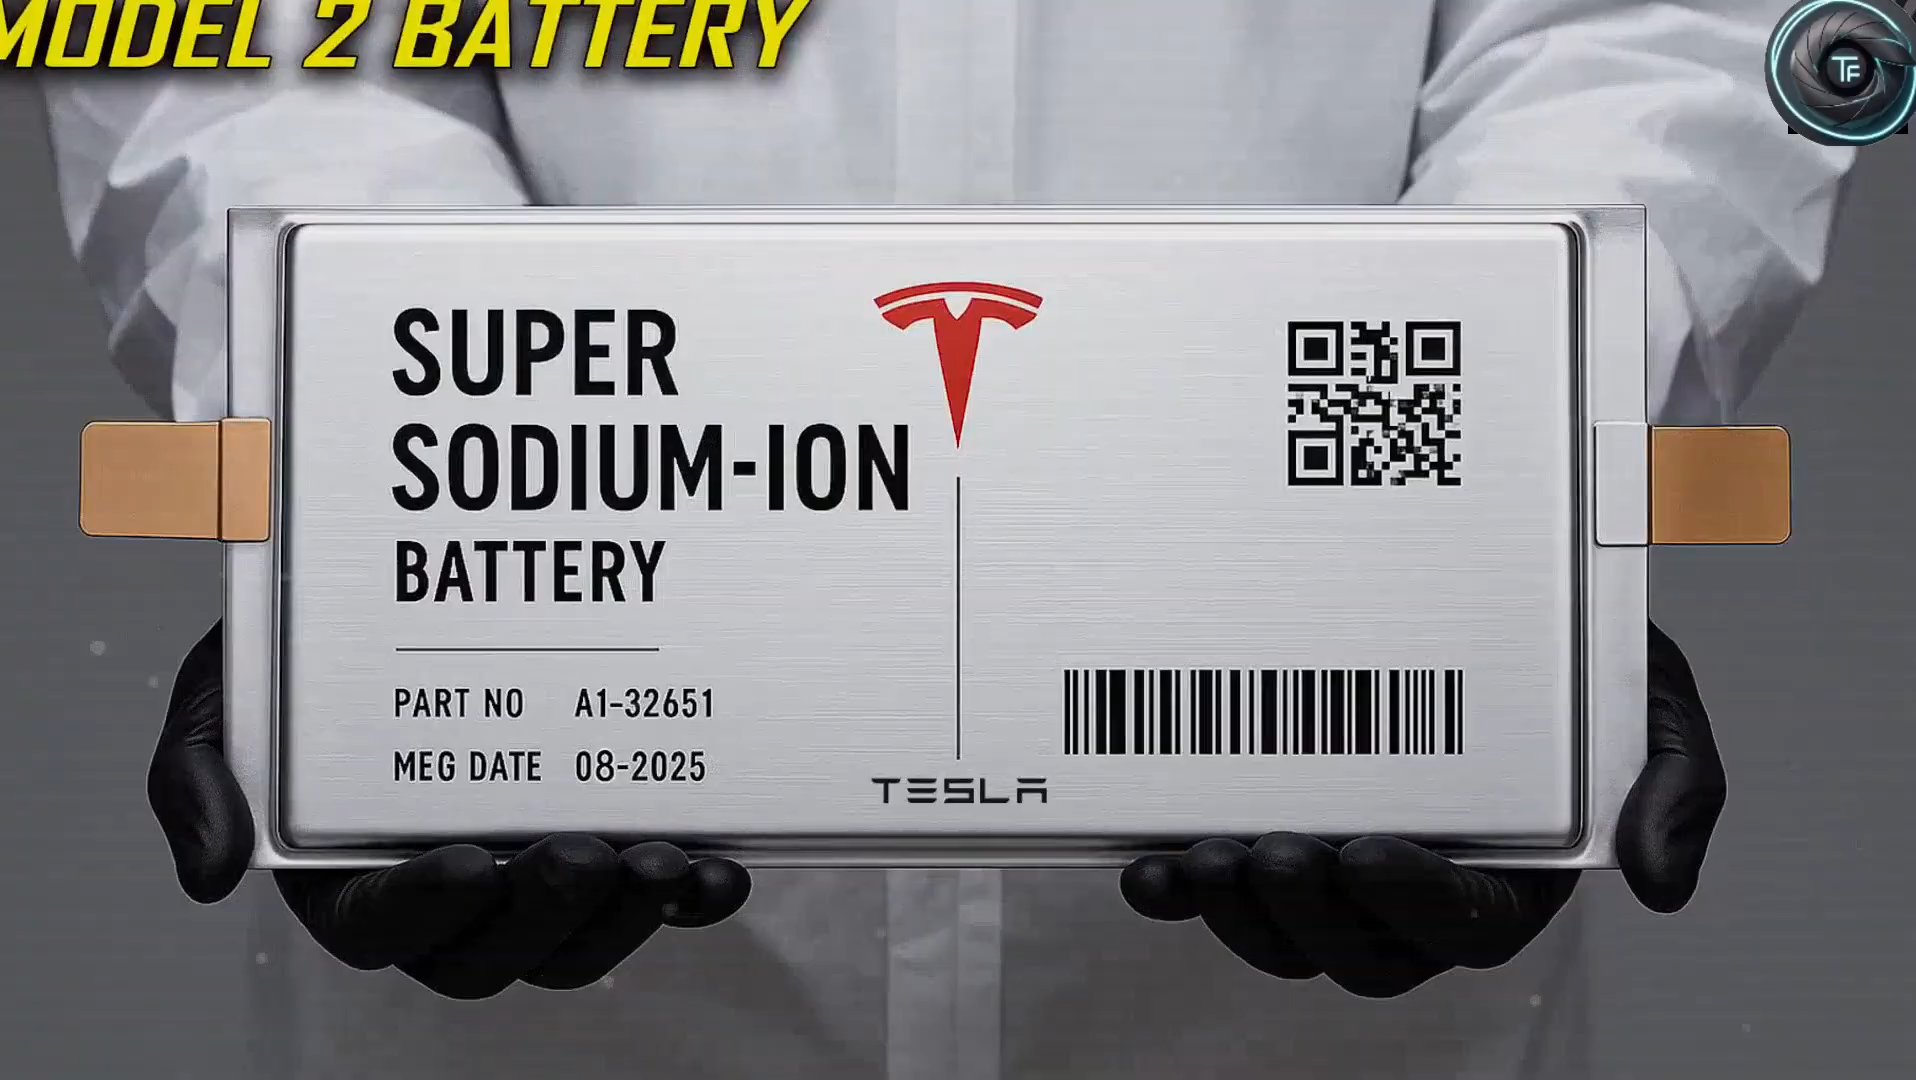 MODEL 2 BATTERY
TF
SUPER
SODIUM-ION
BATTERY
PART NO A1-32651
MEG DATE 08-2025
TESLA